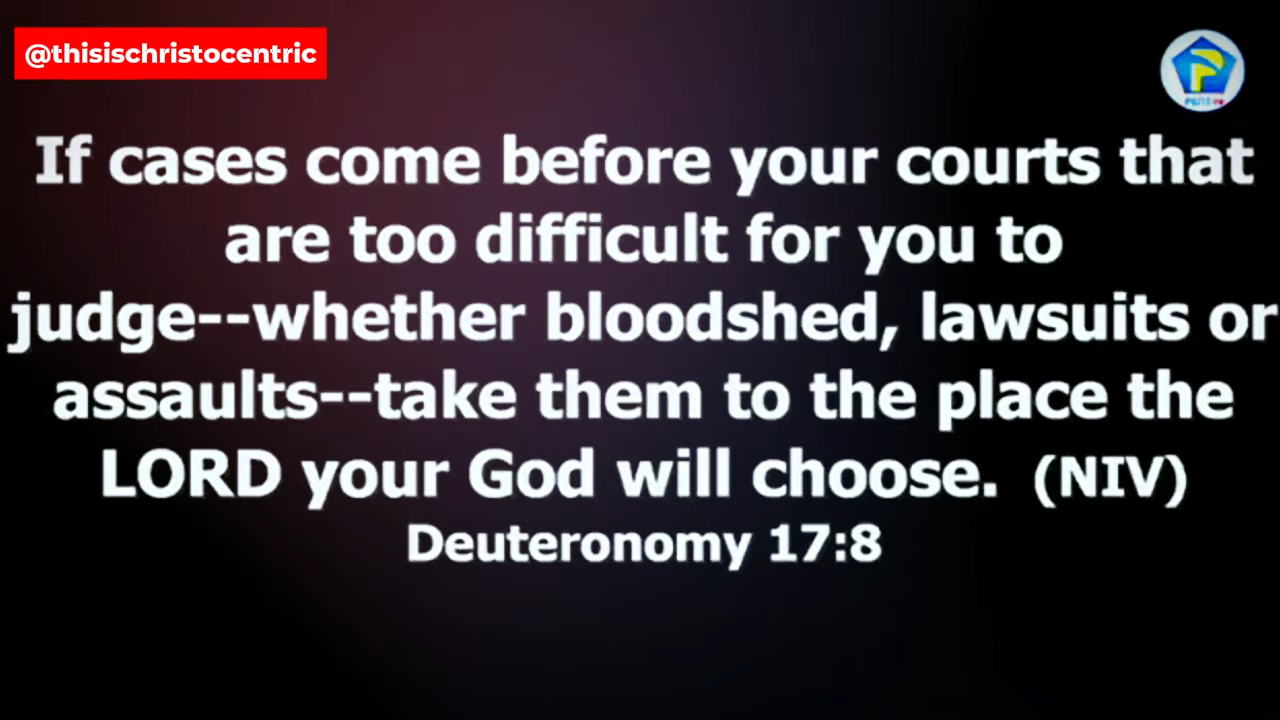 @thisischristocentric
If cases come before your courts that
are too difficult for you to
judge--whether bloodshed, lawsuits or
assaults--take them to the place the
LORD your God will choose. (NIV)
Deuteronomy 17:8